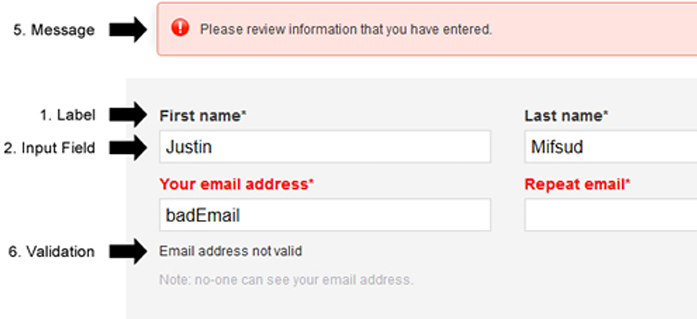 5. Message
Please review information that you have entered.
1. Label
First name*
Last name*
2. Input Field
Justin
Mifsud
Your email address*
Repeat email*
badEmail
6. Validation
Email address not valid
Note: no-one can see your email address.